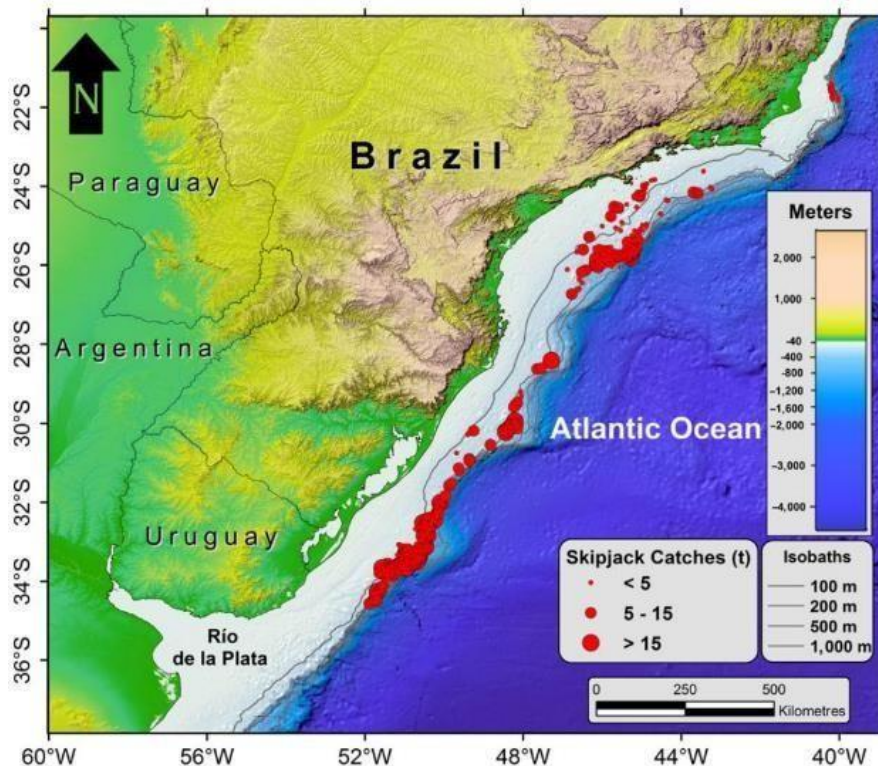 N
22°S
24°S
26°S
28°S
30°S
32°S
34°S
36°S
60°W
56°W
52°W
48°W
44°W
40°W
Brazil
Paraguay
Argentina
Uruguay
Río
de la Plata
Atlantic Ocean
Meters
2,000
1,000
-40
-400
-800
-1,200
-1,600
-2,000
-3,000
-4,000
Skipjack Catches (t)
< 5
5 - 15
> 15
Isobaths
100 m
200 m
500 m
1,000 m
0 250 500
Kilometres